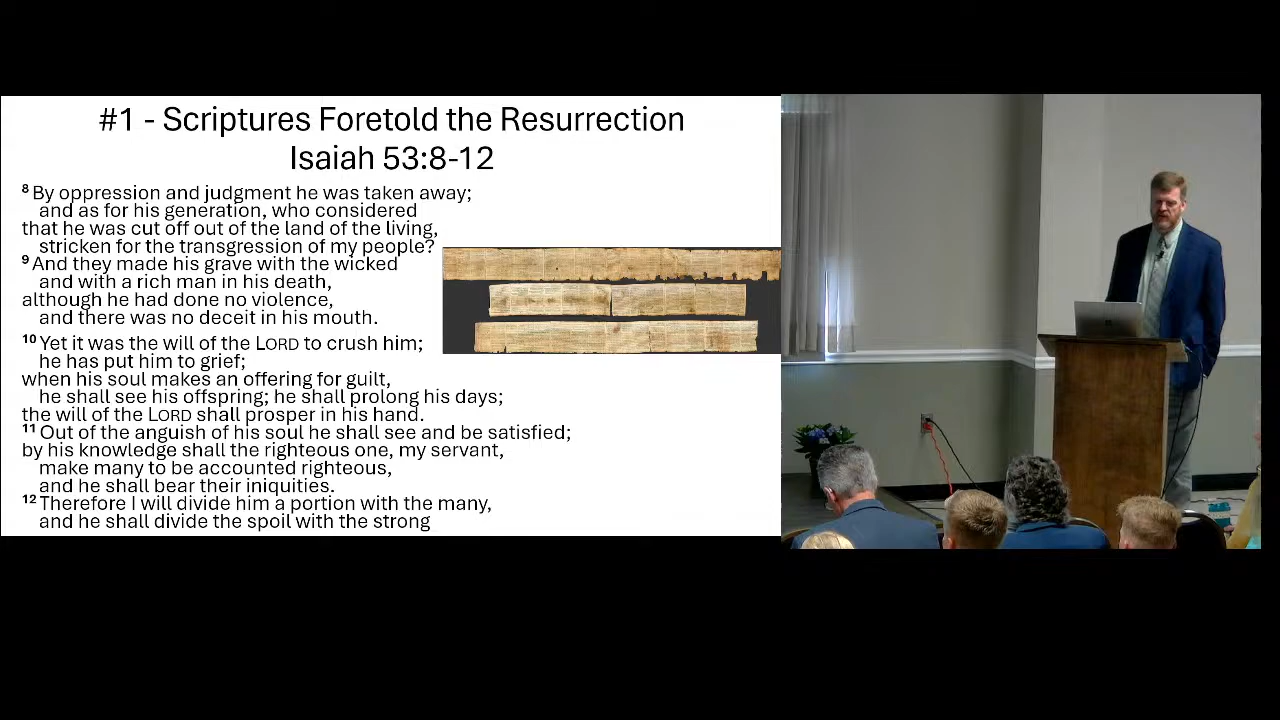 #1 - Scriptures Foretold the Resurrection
Isaiah 53:8-12
8 By oppression and judgment he was taken away;
and as for his generation, who considered
that he was cut off out of the land of the living,
stricken for the transgression of my people?
9 And they made his grave with the wicked
and with a rich man in his death,
although he had done no violence,
and there was no deceit in his mouth.
10 Yet it was the will of the LORD to crush him;
he has put him to grief;
when his soul makes an offering for guilt,
he shall see his offspring; he shall prolong his days;
the will of the LORD shall prosper in his hand.
11 Out of the anguish of his soul he shall see and be satisfied;
by his knowledge shall the righteous one, my servant,
make many to be accounted righteous,
and he shall bear their iniquities.
12 Therefore I will divide him a portion with the many,
and he shall divide the spoil with the strong